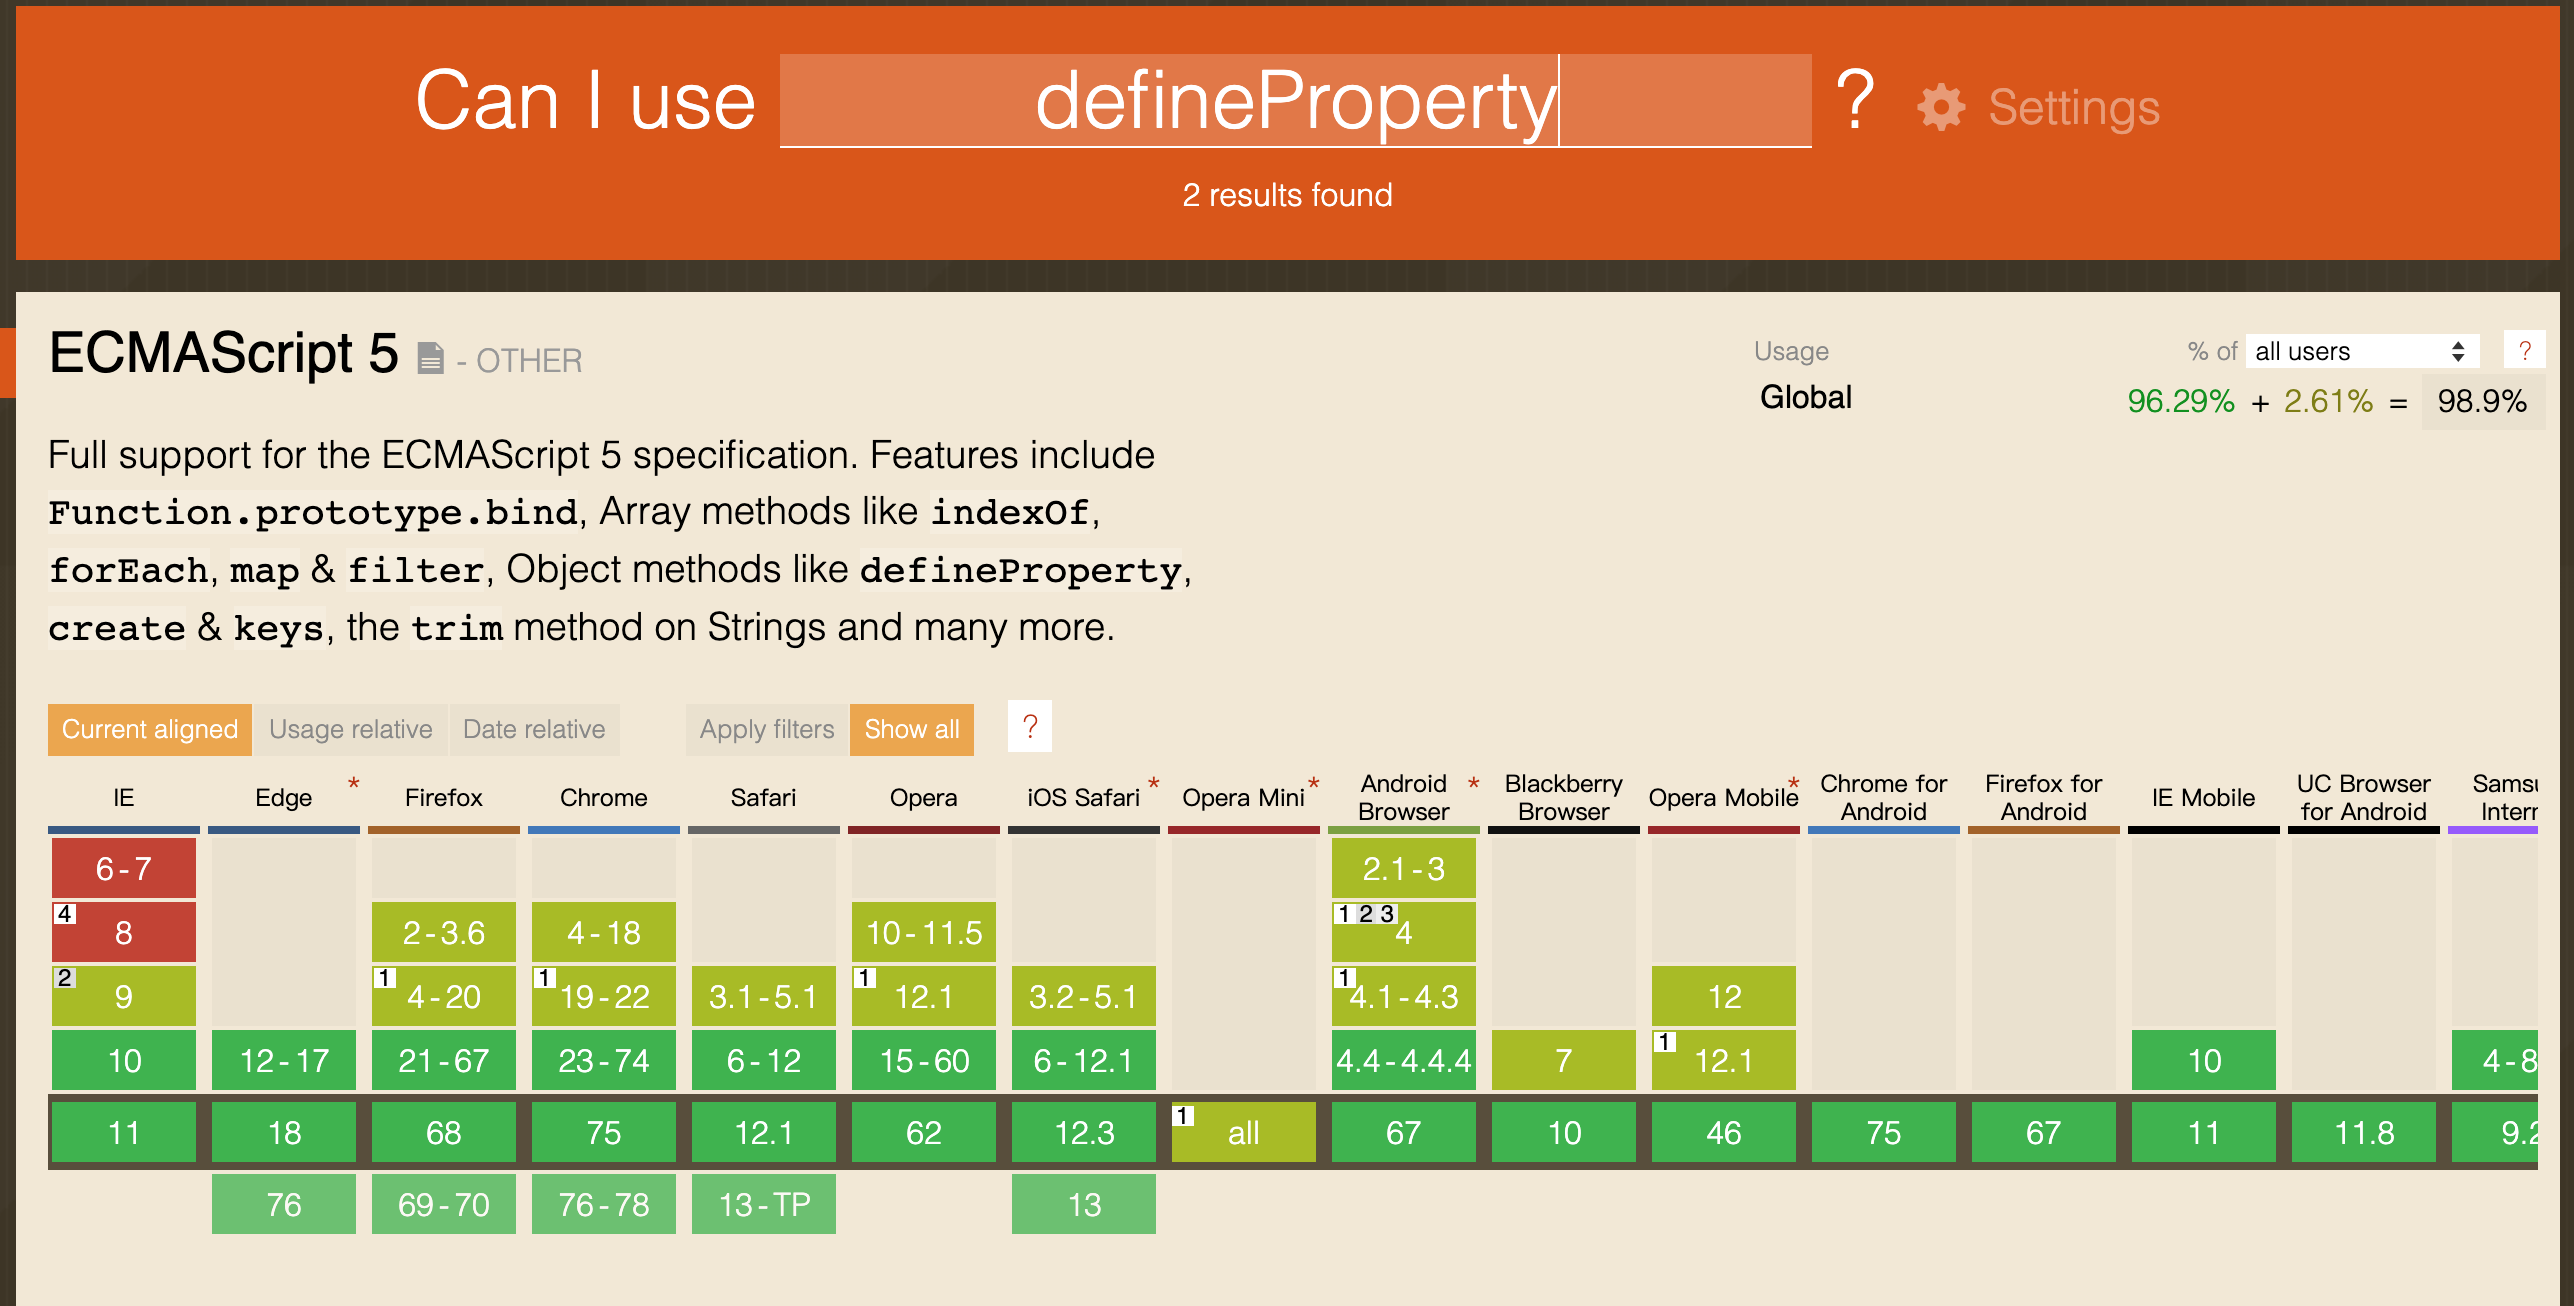 Can I use defineProperty ? Settings
2 results found
ECMAScript 5 - OTHER
Usage % of all users ?
Global 96.29% + 2.61% = 98.9%
Full support for the ECMAScript 5 specification. Features include
Function.prototype.bind, Array methods like indexOf,
forEach, map & filter, Object methods like defineProperty,
create & keys, the trim method on Strings and many more.
Current aligned Usage relative Date relative Apply filters Show all ?
IE Edge * Firefox Chrome Safari Opera iOS Safari * Opera Mini * Android Browser * Blackberry Browser Opera Mobile * Chrome for Android Firefox for Android IE Mobile UC Browser for Android
6-7 2.1-3
4 8 2-3.6 4-18 10-11.5 1 2 3 4
2 9 1 4-20 1 19-22 3.1-5.1 1 12.1 3.2-5.1 1 4.1-4.3 12
10 12-17 21-67 23-74 6-12 15-60 6-12.1 4.4-4.4.4 7 1 12.1 10 4-8
11 18 68 75 12.1 62 12.3 1 all 67 10 46 75 67 11 11.8 9.2
76 69-70 76-78 13-TP 13